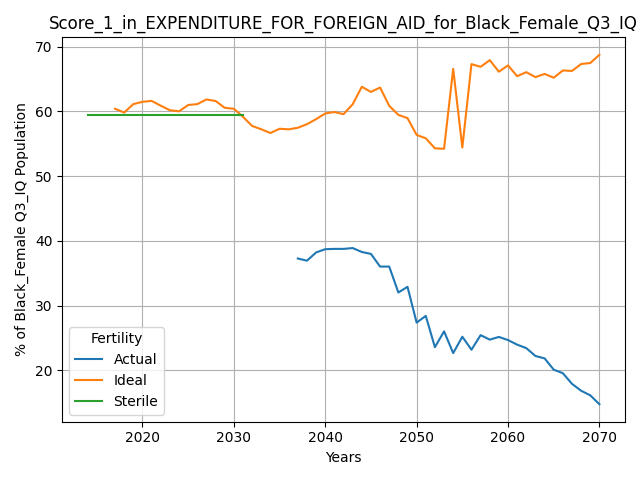 Score_1_in_EXPENDITURE_FOR_FOREIGN_AID_for_Black_Female_Q3_IQ
% of Black_Female Q3_IQ Population
70
60
50
40
30
20
Fertility
Actual
Ideal
Sterile
2020 2030 2040 2050 2060 2070
Years